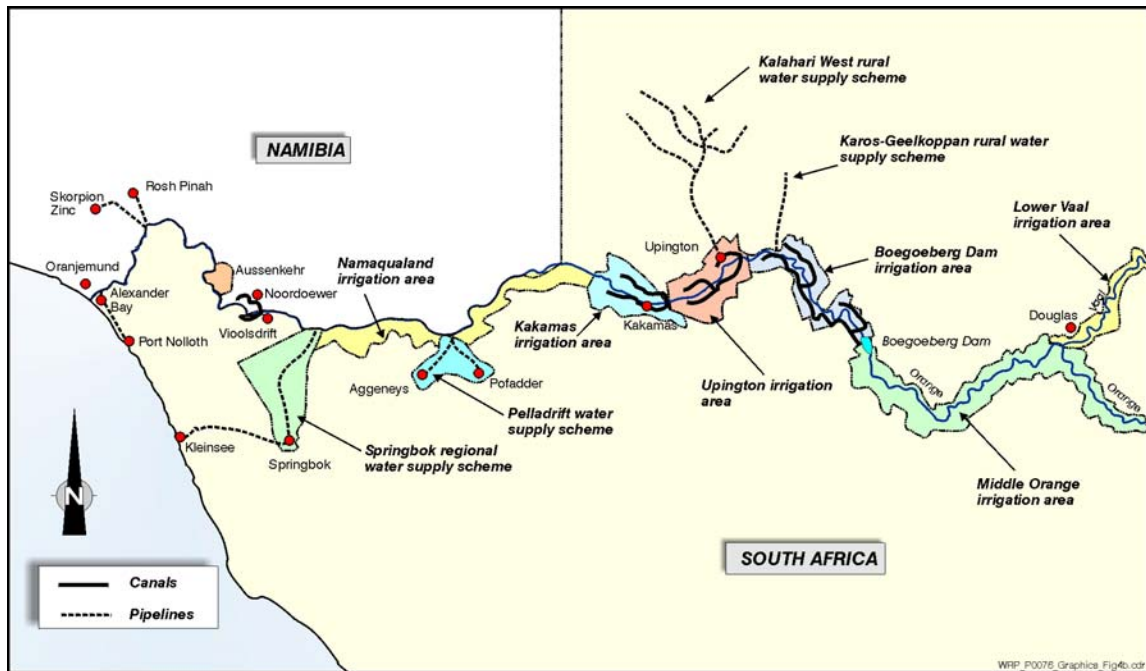 Kalahari West rural
water supply scheme
NAMIBIA
Karos-Geelkoppan rural water
supply scheme
Rosh Pinah
Skorpion
Zinc
Lower Vaal
irrigation area
Upington
Boegoeberg Dam
irrigation area
Oranjemund
Aussenkehr
Namaqualand
irrigation area
Alexander
Bay
Noordoewer
Vaal
Douglas
Port Nolloth
Vioolsdrift
Kakamas
irrigation area
Kakamas
Boegoeberg Dam
Aggeneys
Pofadder
Upington irrigation
area
Orange
Orange
Pelladrift water
supply scheme
Kleinsee
Springbok
Springbok regional
water supply scheme
Middle Orange
irrigation area
N
SOUTH AFRICA
Canals
Pipelines
WRP_P0076_Graphics_Fig4b.cdr